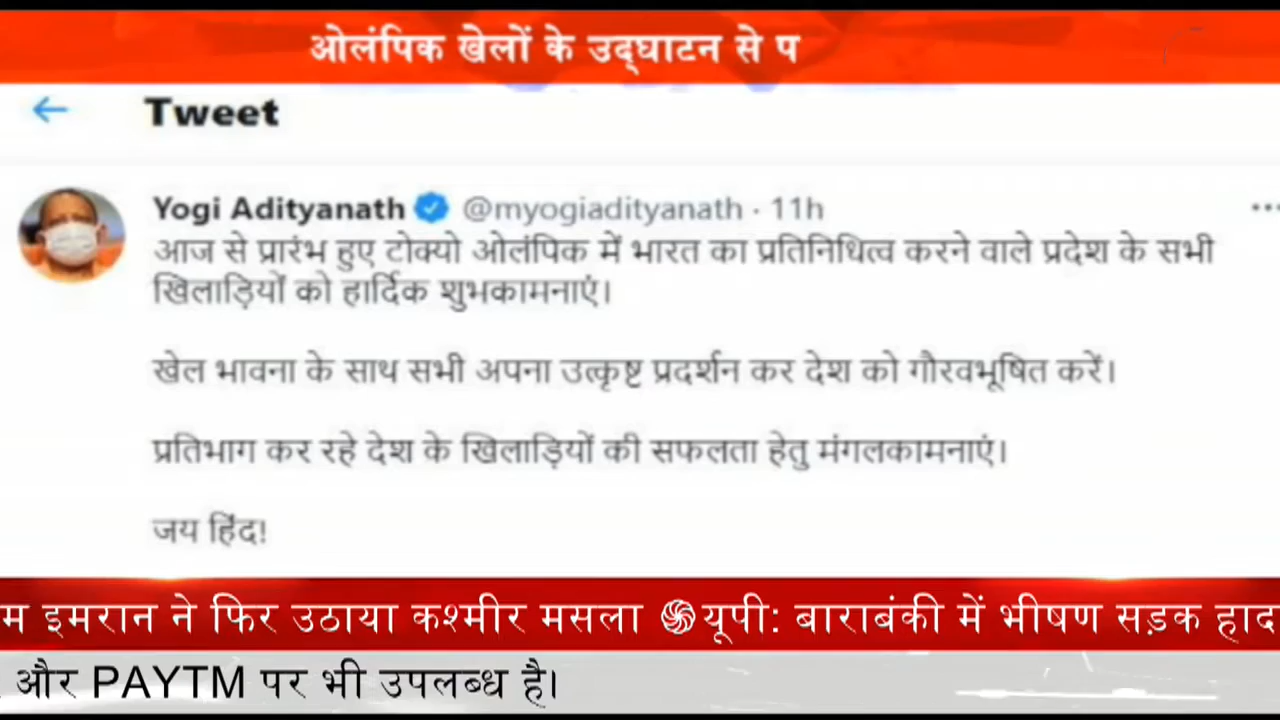 ओलंपिक खेलों के उद्घाटन से प
Tweet
Yogi Adityanath @myogiadityanath · 11h
आज से प्रारंभ हुए टोक्यो ओलंपिक में भारत का प्रतिनिधित्व करने वाले प्रदेश के सभी
खिलाड़ियों को हार्दिक शुभकामनाएं।
खेल भावना के साथ सभी अपना उत्कृष्ट प्रदर्शन कर देश को गौरवभूषित करें।
प्रतिभाग कर रहे देश के खिलाड़ियों की सफलता हेतु मंगलकामनाएं।
जय हिंद!
म इमरान ने फिर उठाया कश्मीर मसला यूपी: बाराबंकी में भीषण सड़क हाद
और PAYTM पर भी उपलब्ध है।